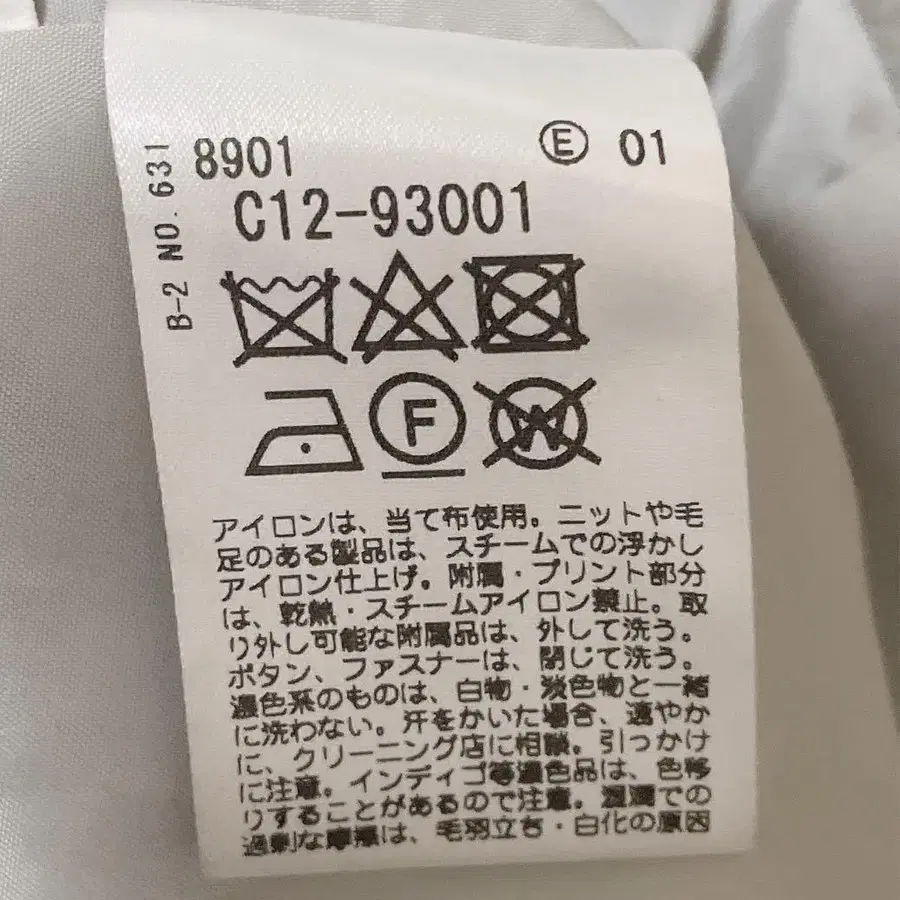 8901 Ⓔ 01
C12-93001
B-2 NO. 631
F
W
アイロンは、当て布使用。ニットや毛
足のある製品は、スチームでの浮かし
アイロン仕上げ。附属・プリント部分
は、乾熱・スチームアイロン禁止。取
り外し可能な附属品は、外して洗う。
ボタン、ファスナーは、閉じて洗う。
濃色系のものは、白物・淡色物と一緒
に洗わない。汗をかいた場合、速やか
に、クリーニング店に相談。引っかけ
に注意。インディゴ等濃色品は、色移
りすることがあるので注意。湿潤での
過剰な摩擦は、毛羽立ち・白化の原因